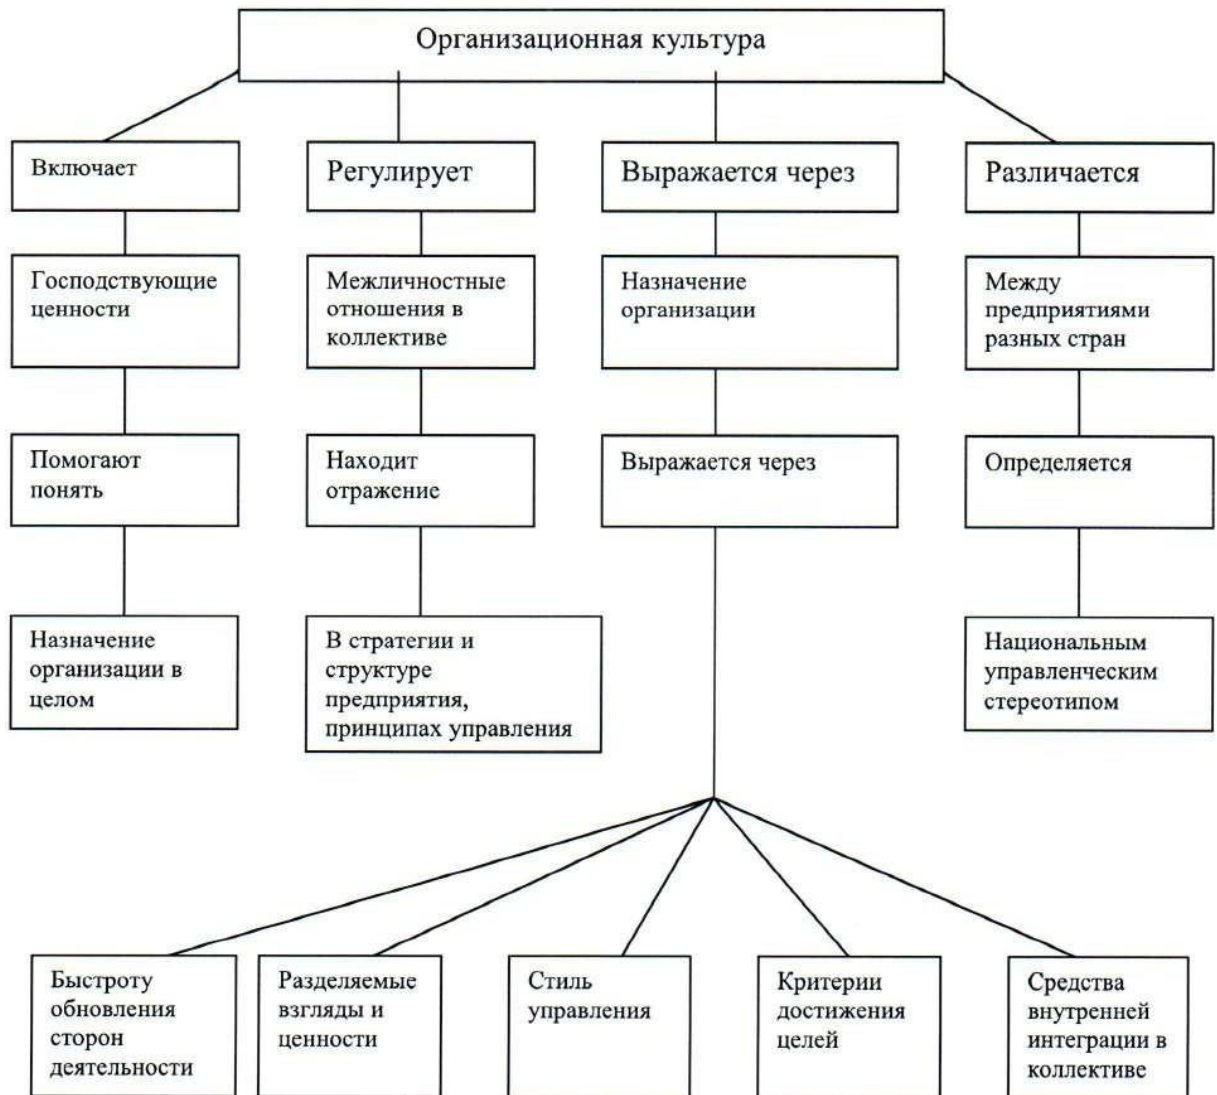 Организационная культура
Включает
Регулирует
Выражается через
Различается
Господствующие
ценности
Межличностные
отношения в
коллективе
Назначение
организации
Между
предприятиями
разных стран
Помогают
понять
Находит
отражение
Выражается через
Определяется
Назначение
организации в
целом
В стратегии и
структуре
предприятия,
принципах управления
Национальным
управленческим
стереотипом
Быстроту
обновления
сторон
деятельности
Разделяемые
взгляды и
ценности
Стиль
управления
Критерии
достижения
целей
Средства
внутренней
интеграции в
коллективе